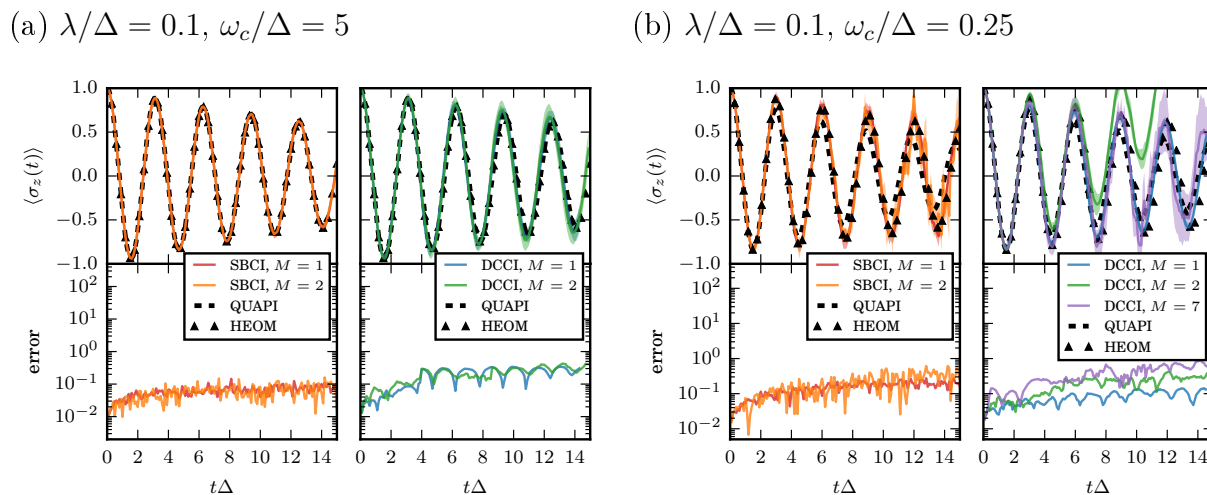 (a) λ/Δ = 0.1, ω_c/Δ = 5
(b) λ/Δ = 0.1, ω_c/Δ = 0.25
⟨σ_z(t)⟩
1.0
0.5
0.0
−0.5
−1.0
SBCI, M = 1
SBCI, M = 2
QUAPI
HEOM
DCCI, M = 1
DCCI, M = 2
QUAPI
HEOM
error
10^2
10^1
10^0
10^−1
10^−2
0 2 4 6 8 10 12 14
tΔ
0 2 4 6 8 10 12 14
tΔ
⟨σ_z(t)⟩
1.0
0.5
0.0
−0.5
−1.0
SBCI, M = 1
SBCI, M = 2
QUAPI
HEOM
DCCI, M = 1
DCCI, M = 2
DCCI, M = 7
QUAPI
HEOM
error
10^2
10^1
10^0
10^−1
10^−2
0 2 4 6 8 10 12 14
tΔ
0 2 4 6 8 10 12 14
tΔ